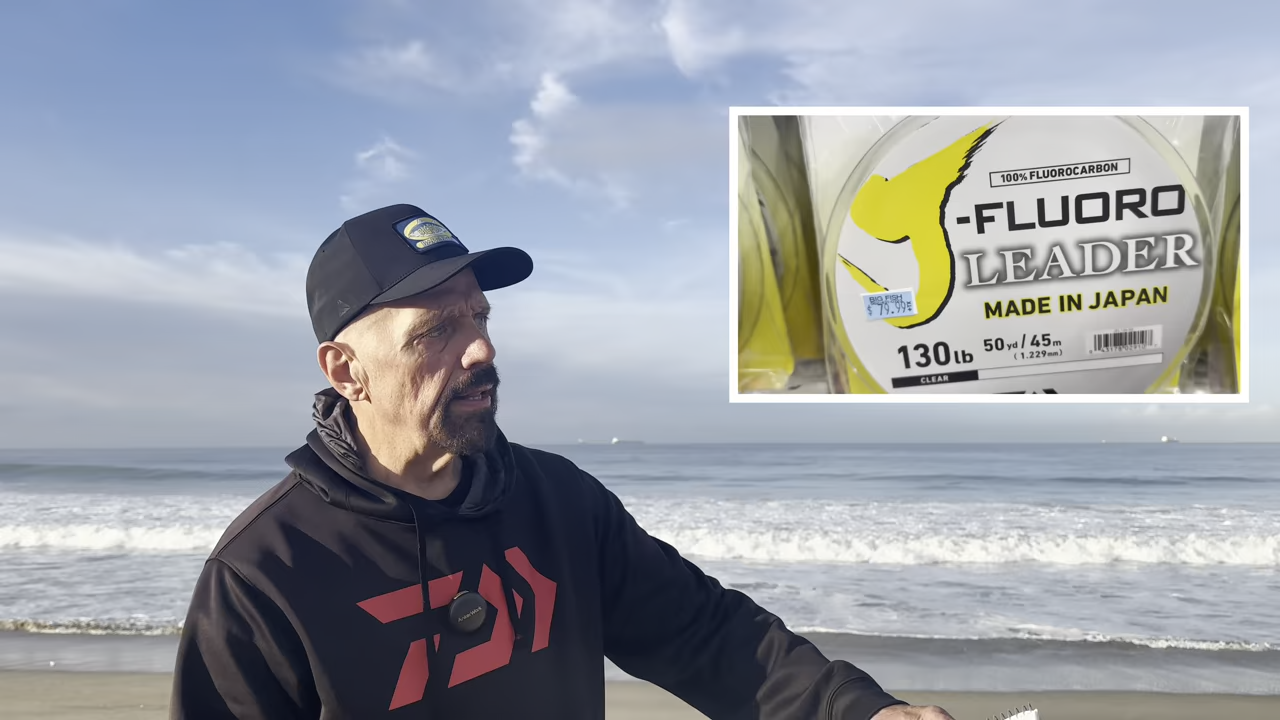 100% FLUOROCARBON
J-FLUORO
LEADER
MADE IN JAPAN
BIG FISH
$ 79.99
130lb 50yd / 45m
(1.229mm)
CLEAR